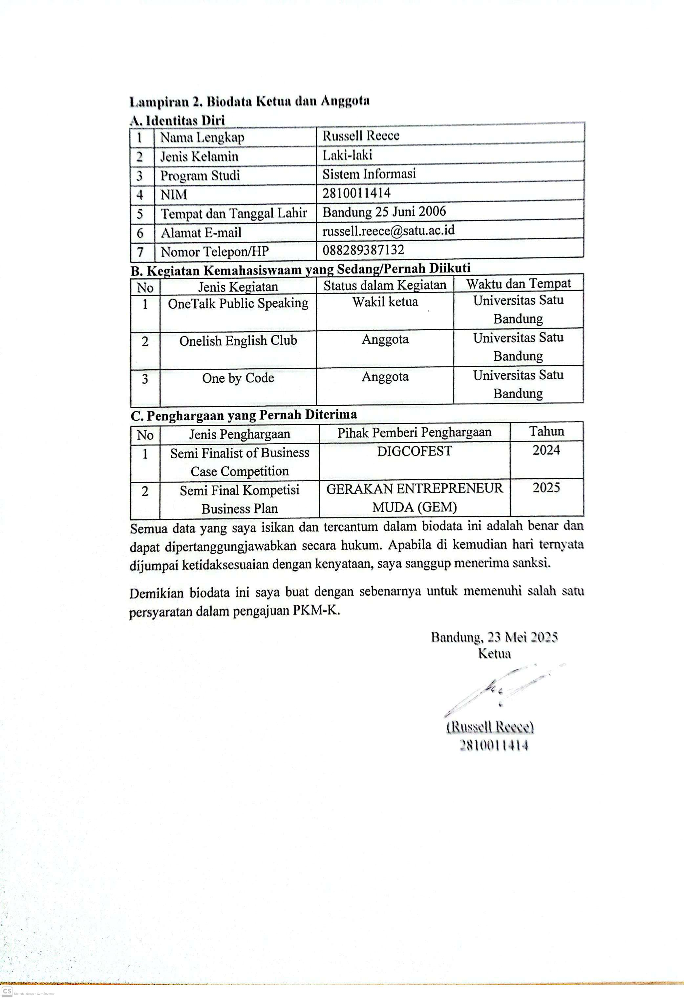 Lampiran 2. Biodata Ketua dan Anggota
A. Identitas Diri
1 Nama Lengkap Russell Reece
2 Jenis Kelamin Laki-laki
3 Program Studi Sistem Informasi
4 NIM 2810011414
5 Tempat dan Tanggal Lahir Bandung 25 Juni 2006
6 Alamat E-mail russell.reece@satu.ac.id
7 Nomor Telepon/HP 088289387132
B. Kegiatan Kemahasiswaam yang Sedang/Pernah Diikuti
No Jenis Kegiatan Status dalam Kegiatan Waktu dan Tempat
1 OneTalk Public Speaking Wakil ketua Universitas Satu
Bandung
2 Onelish English Club Anggota Universitas Satu
Bandung
3 One by Code Anggota Universitas Satu
Bandung
C. Penghargaan yang Pernah Diterima
No Jenis Penghargaan Pihak Pemberi Penghargaan Tahun
1 Semi Finalist of Business DIGCOFEST 2024
Case Competition
2 Semi Final Kompetisi GERAKAN ENTREPRENEUR 2025
Business Plan MUDA (GEM)
Semua data yang saya isikan dan tercantum dalam biodata ini adalah benar dan
dapat dipertanggungjawabkan secara hukum. Apabila di kemudian hari ternyata
dijumpai ketidaksesuaian dengan kenyataan, saya sanggup menerima sanksi.
Demikian biodata ini saya buat dengan sebenarnya untuk memenuhi salah satu
persyaratan dalam pengajuan PKM-K.
Bandung, 23 Mei 2025
Ketua
(Russell Reece)
2810011414
CS Dipindai dengan CamScanner